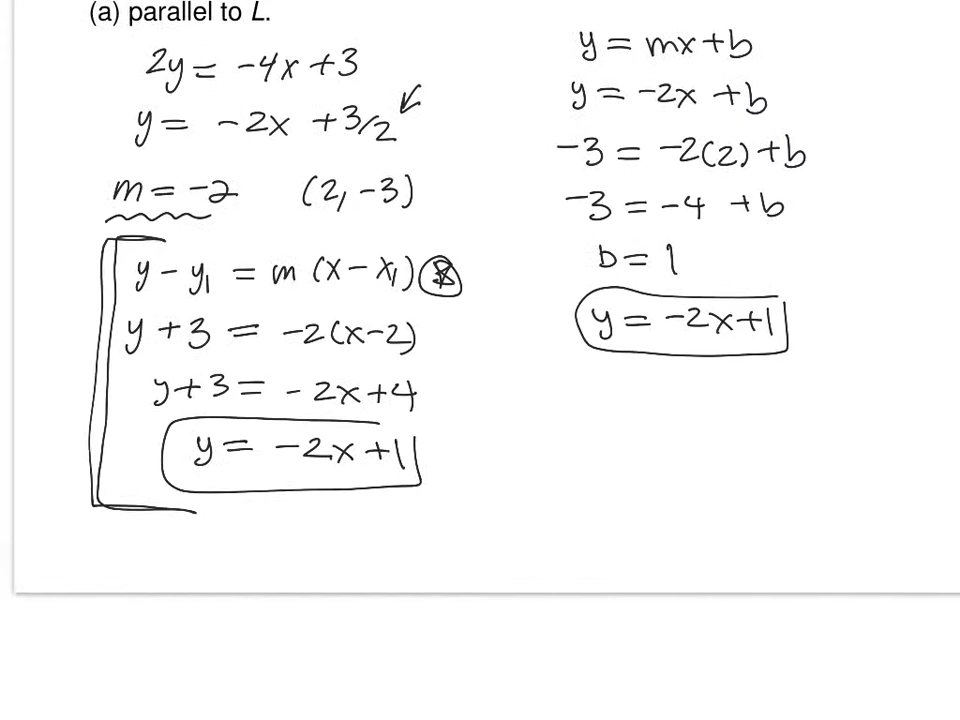 (a) parallel to L.
2y = -4x + 3
y = -2x + 3/2
m = -2 (2, -3)
y - y₁ = m (x - x₁)
y + 3 = -2(x-2)
y + 3 = -2x + 4
y = -2x + 1
y = mx + b
y = -2x + b
-3 = -2(2) + b
-3 = -4 + b
b = 1
y = -2x + 1